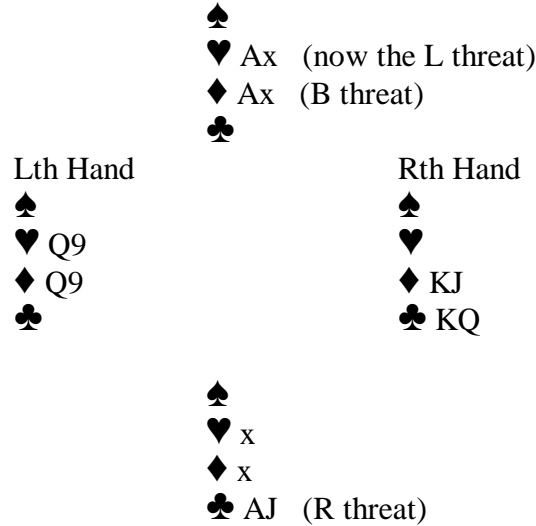 ♠
♥ Ax (now the L threat)
♦ Ax (B threat)
♣
Lth Hand Rth Hand
♠ ♠
♥ Q9 ♥
♦ Q9 ♦ KJ
♣ ♣ KQ
♠
♥ x
♦ x
♣ AJ (R threat)